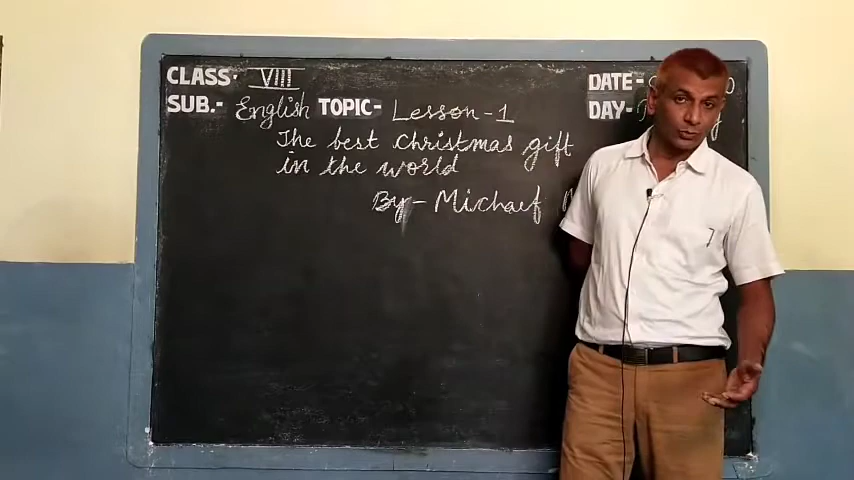 CLASS- VIII DATE-
SUB.- English TOPIC- Lesson-1 DAY-
The best christmas gift
in the world
By- Michael